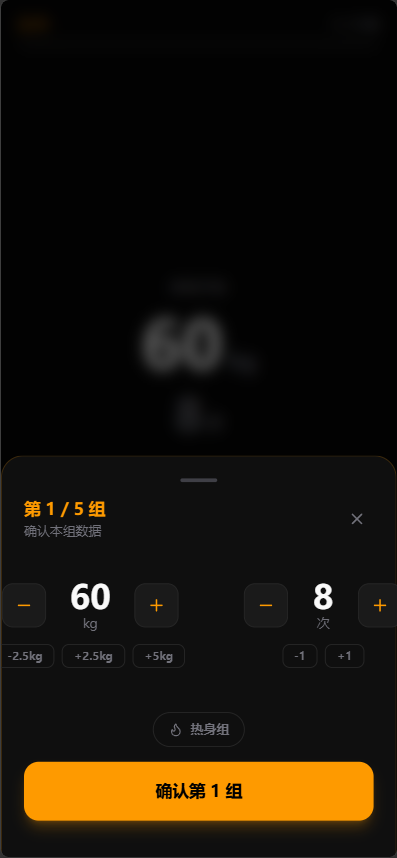 60
第 1 / 5 组
确认本组数据
60
kg
8
次
-2.5kg
+2.5kg
+5kg
-1
+1
热身组
确认第 1 组